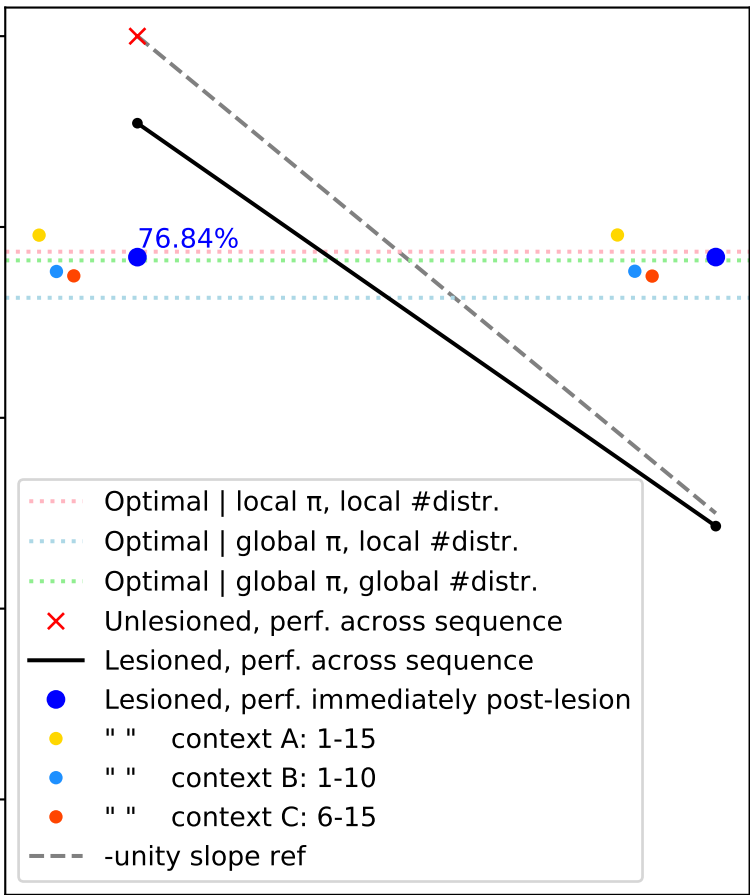 76.84%
Optimal | local π, local #distr.
Optimal | global π, local #distr.
Optimal | global π, global #distr.
Unlesioned, perf. across sequence
Lesioned, perf. across sequence
Lesioned, perf. immediately post-lesion
" " context A: 1-15
" " context B: 1-10
" " context C: 6-15
-unity slope ref